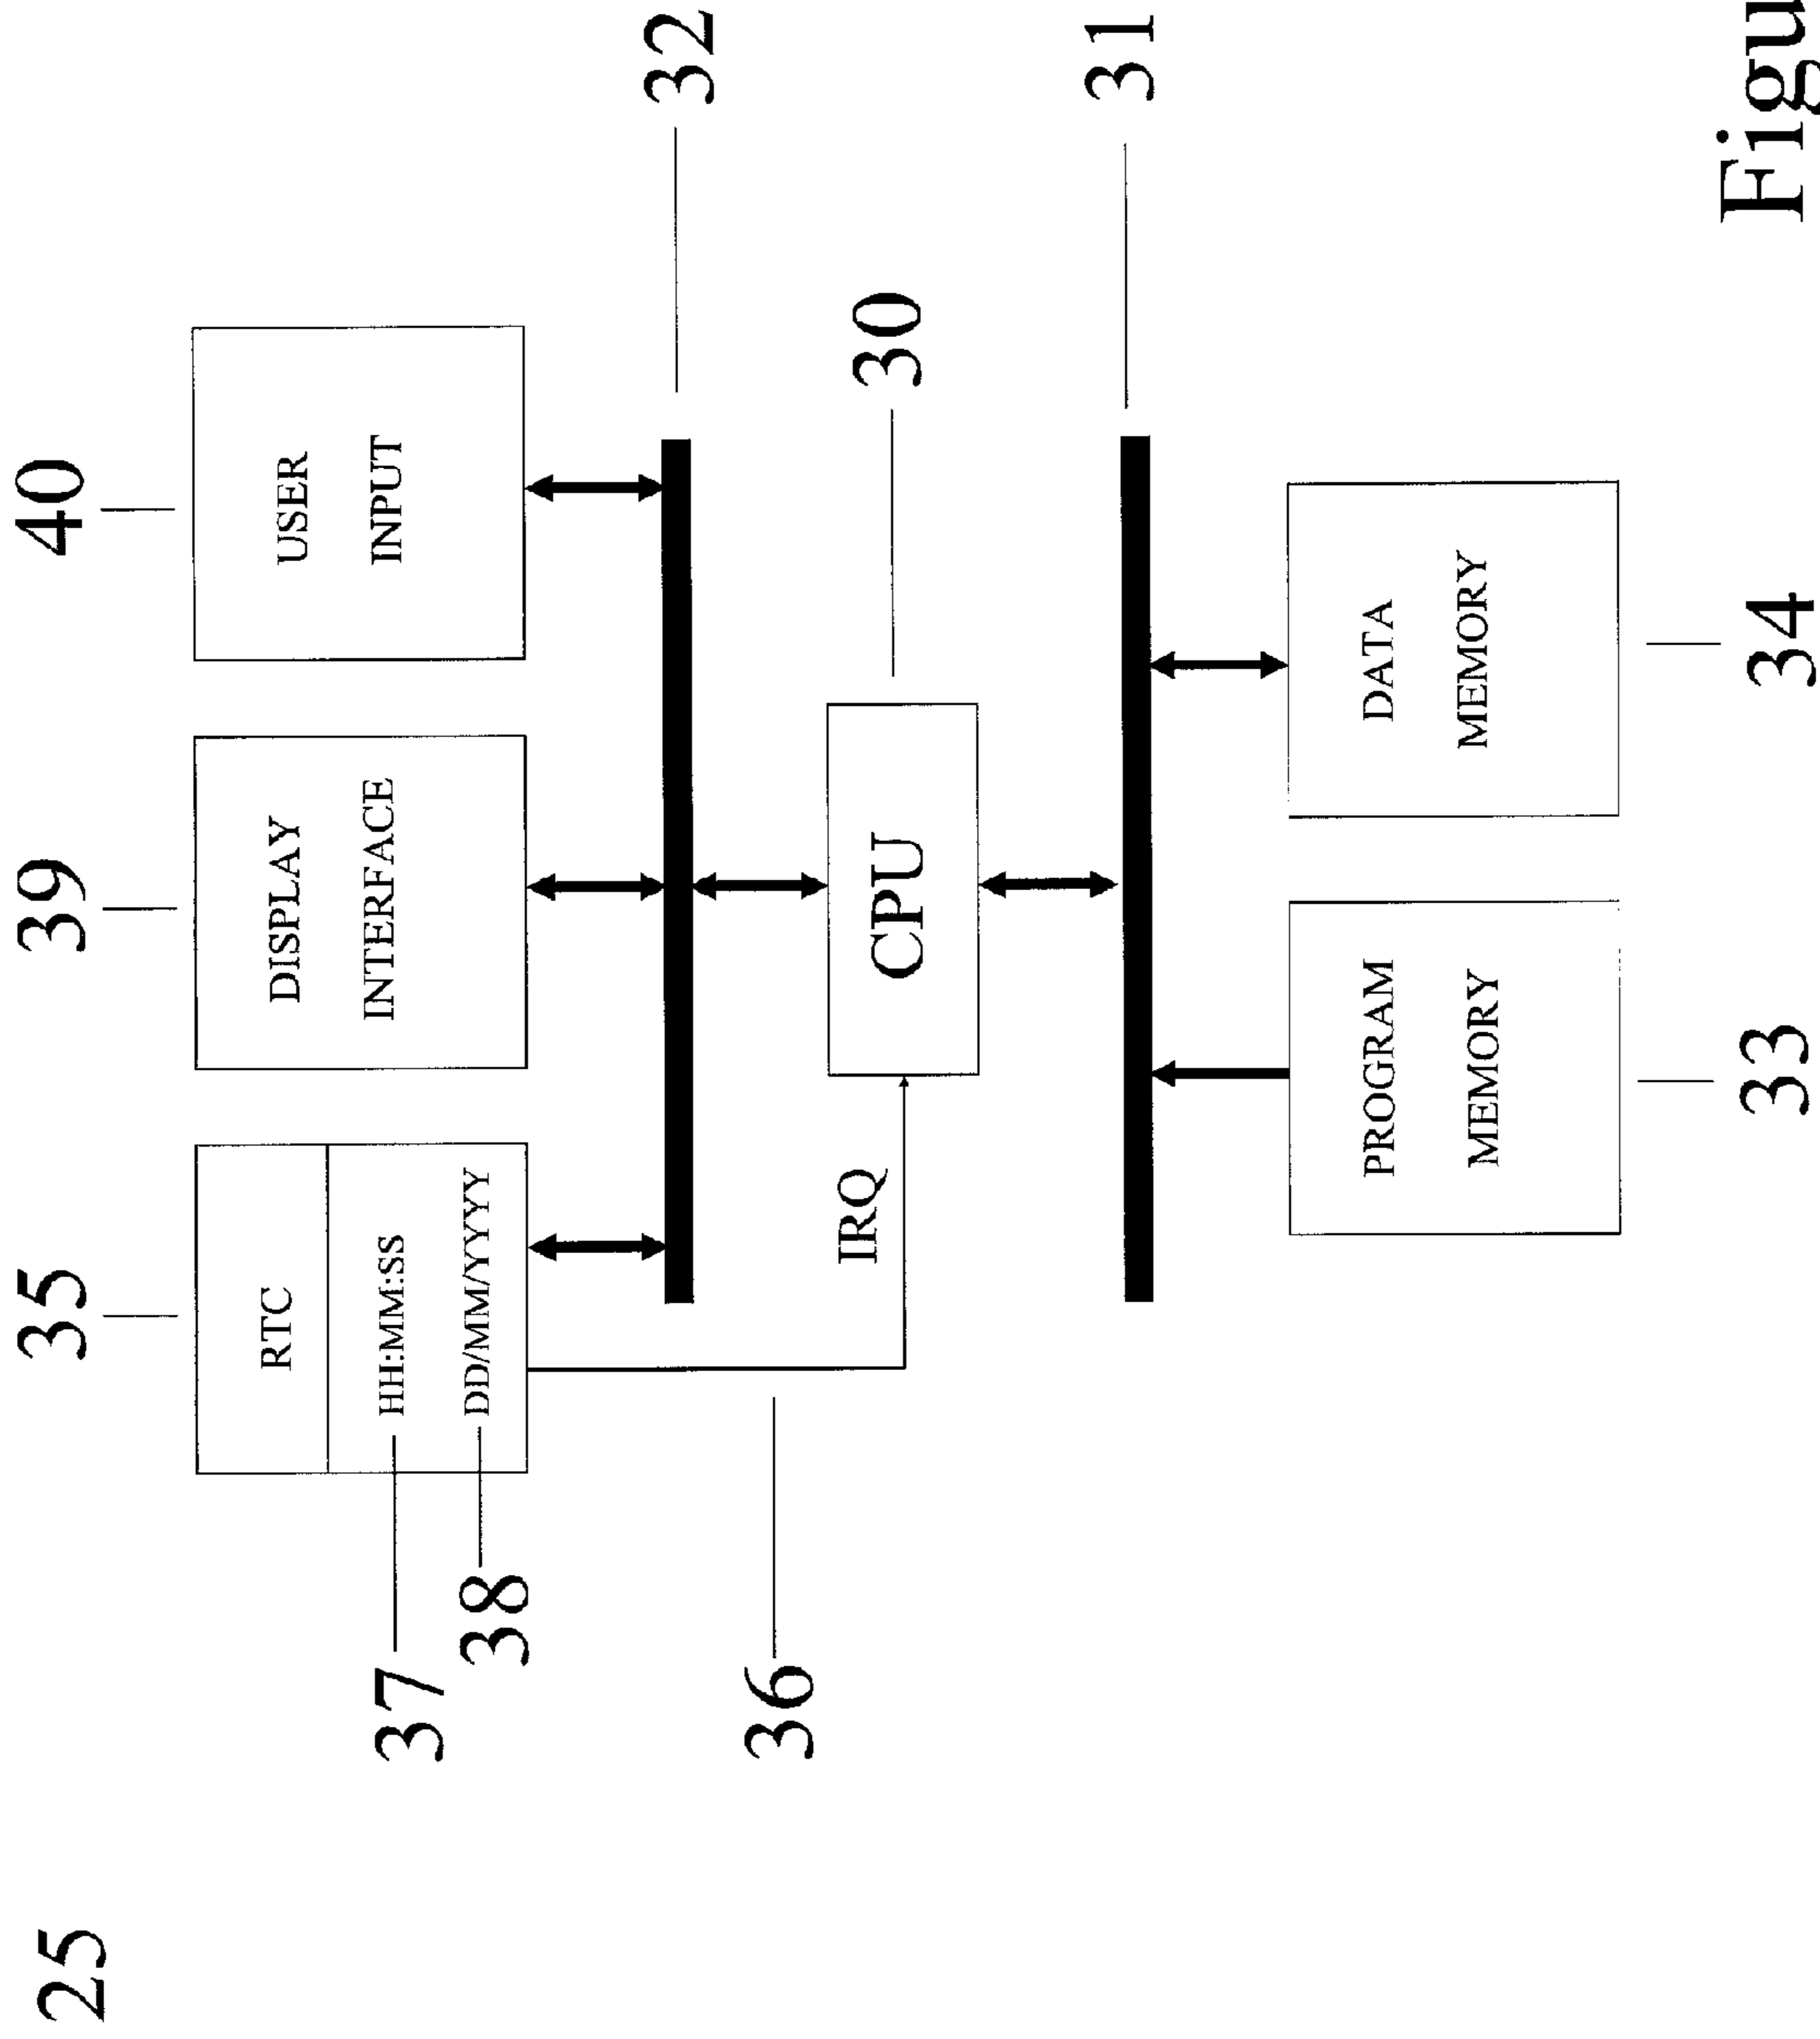 25
35
39
40
RTC
DISPLAY
INTERFACE
USER
INPUT
37
HH:MM:SS
38
DD/MM/YYYY
32
36
IRQ
CPU
30
31
PROGRAM
MEMORY
DATA
MEMORY
33
34